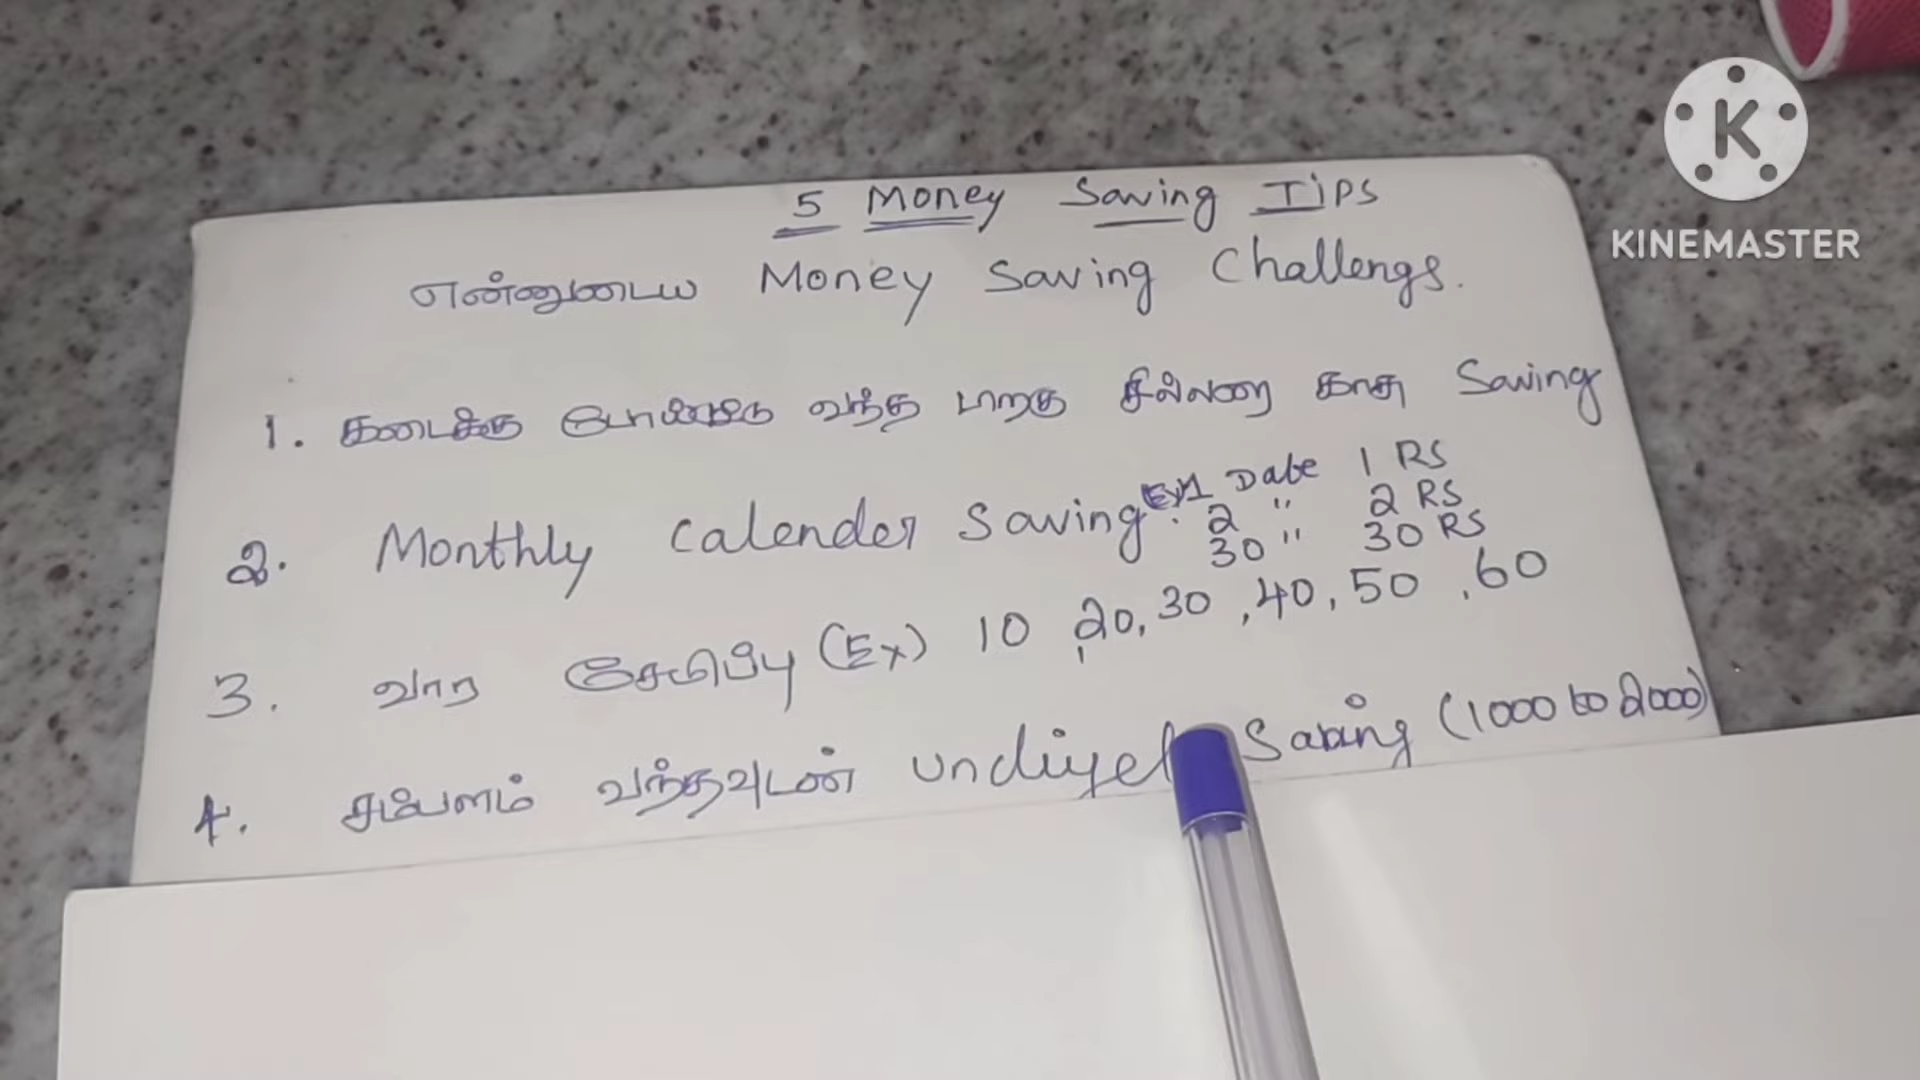 5 Money Saving TIPS
என்னுடைய Money Saving Challengs.
1. கடைக்கு போய்ட்டு வந்த பாறகு சில்லரை காசு Saving
2. Monthly Calender Saving Ex 1 Date 1 RS
2 " 2 RS
30 " 30 RS
3. வார சேமிப்பு (Ex) 10, 20, 30, 40, 50, 60
4. சம்பளம் வந்தவுடன் undiyel Saving (1000 to 2000)
K
KINEMASTER